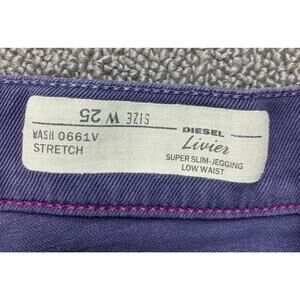 SIZE W 25
WASH 0661V
STRETCH
DIESEL
Livier
SUPER SLIM-JEGGING
LOW WAIST